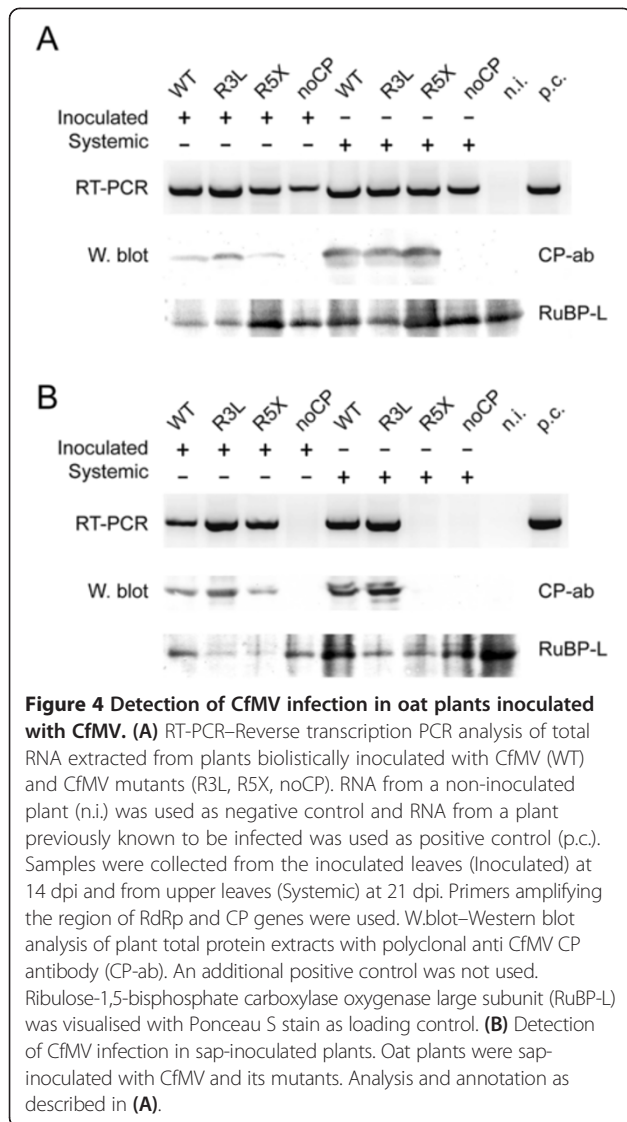 A
WT R3L R5X noCP WT R3L R5X noCP n.i. p.c.
Inoculated + + + + – – – –
Systemic – – – – + + + +
RT-PCR
W. blot CP-ab
RuBP-L
B
WT R3L R5X noCP WT R3L R5X noCP n.i. p.c.
Inoculated + + + + – – – –
Systemic – – – – + + + +
RT-PCR
W. blot CP-ab
RuBP-L
Figure 4 Detection of CfMV infection in oat plants inoculated
with CfMV. (A) RT-PCR–Reverse transcription PCR analysis of total
RNA extracted from plants biolistically inoculated with CfMV (WT)
and CfMV mutants (R3L, R5X, noCP). RNA from a non-inoculated
plant (n.i.) was used as negative control and RNA from a plant
previously known to be infected was used as positive control (p.c.).
Samples were collected from the inoculated leaves (Inoculated) at
14 dpi and from upper leaves (Systemic) at 21 dpi. Primers amplifying
the region of RdRp and CP genes were used. W.blot–Western blot
analysis of plant total protein extracts with polyclonal anti CfMV CP
antibody (CP-ab). An additional positive control was not used.
Ribulose-1,5-bisphosphate carboxylase oxygenase large subunit (RuBP-L)
was visualised with Ponceau S stain as loading control. (B) Detection
of CfMV infection in sap-inoculated plants. Oat plants were sap-
inoculated with CfMV and its mutants. Analysis and annotation as
described in (A).